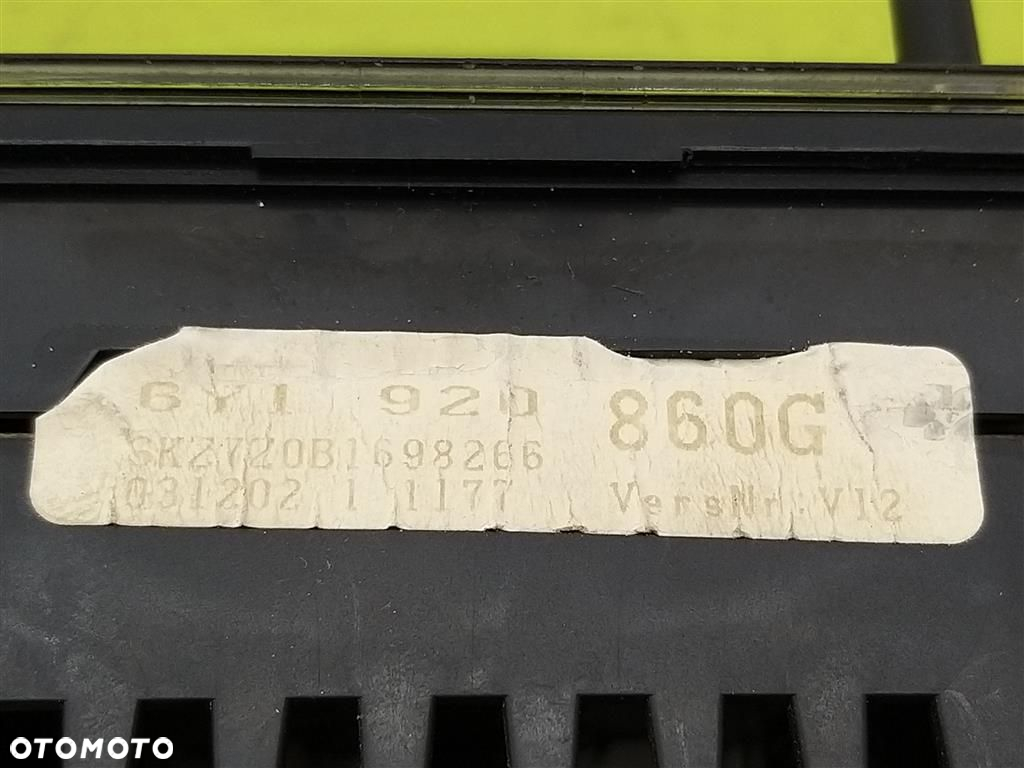 6Y1 920 860G
SKZ7Z0B1698266
031202 1 1177 VersNr.:V12
OTOMOTO